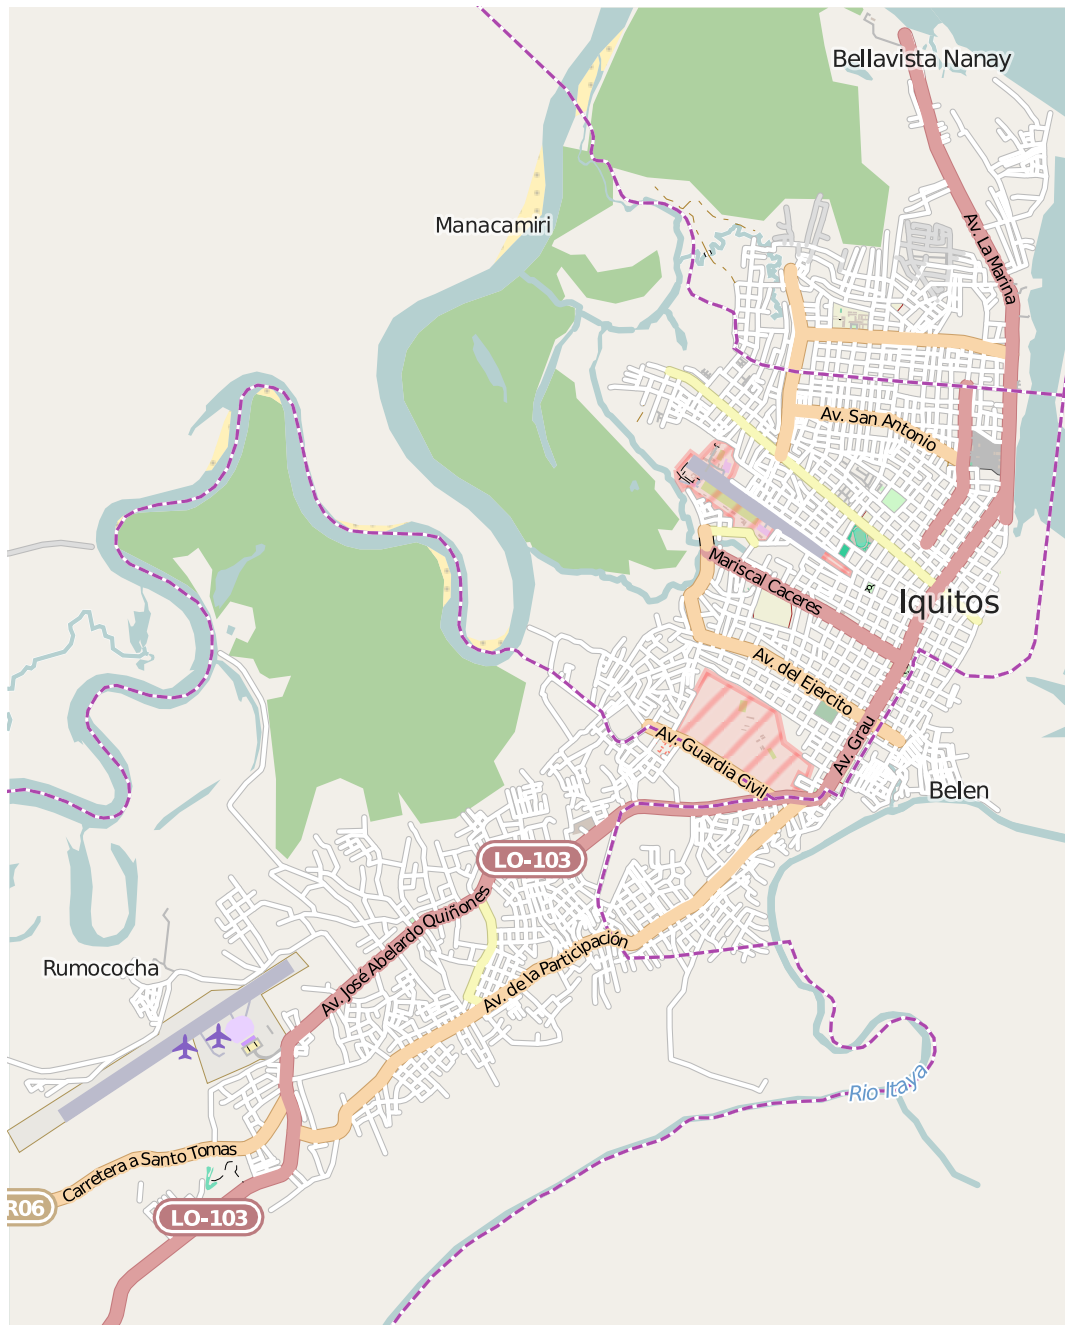 Bellavista Nanay
Manacamiri
Av. La Marina
Av. San Antonio
Mariscal Caceres
Iquitos
Av. del Ejercito
Av. Guardia Civil
Av. Grau
Belen
LO-103
Av. José Abelardo Quiñones
Av. de la Participación
Rumococha
Rio Itaya
Carretera a Santo Tomas
R06
LO-103